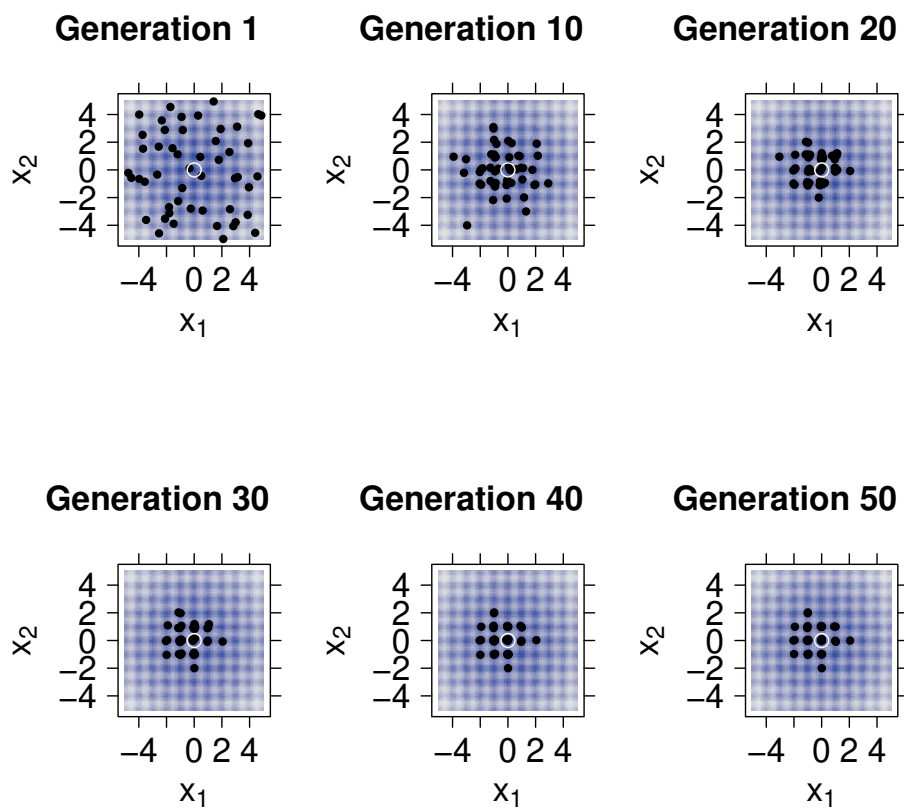 Generation 1
Generation 10
Generation 20
4
2
0
−2
−4
x2
−4 0 2 4
x1
4
2
0
−2
−4
x2
−4 0 2 4
x1
4
2
0
−2
−4
x2
−4 0 2 4
x1
Generation 30
Generation 40
Generation 50
4
2
0
−2
−4
x2
−4 0 2 4
x1
4
2
0
−2
−4
x2
−4 0 2 4
x1
4
2
0
−2
−4
x2
−4 0 2 4
x1